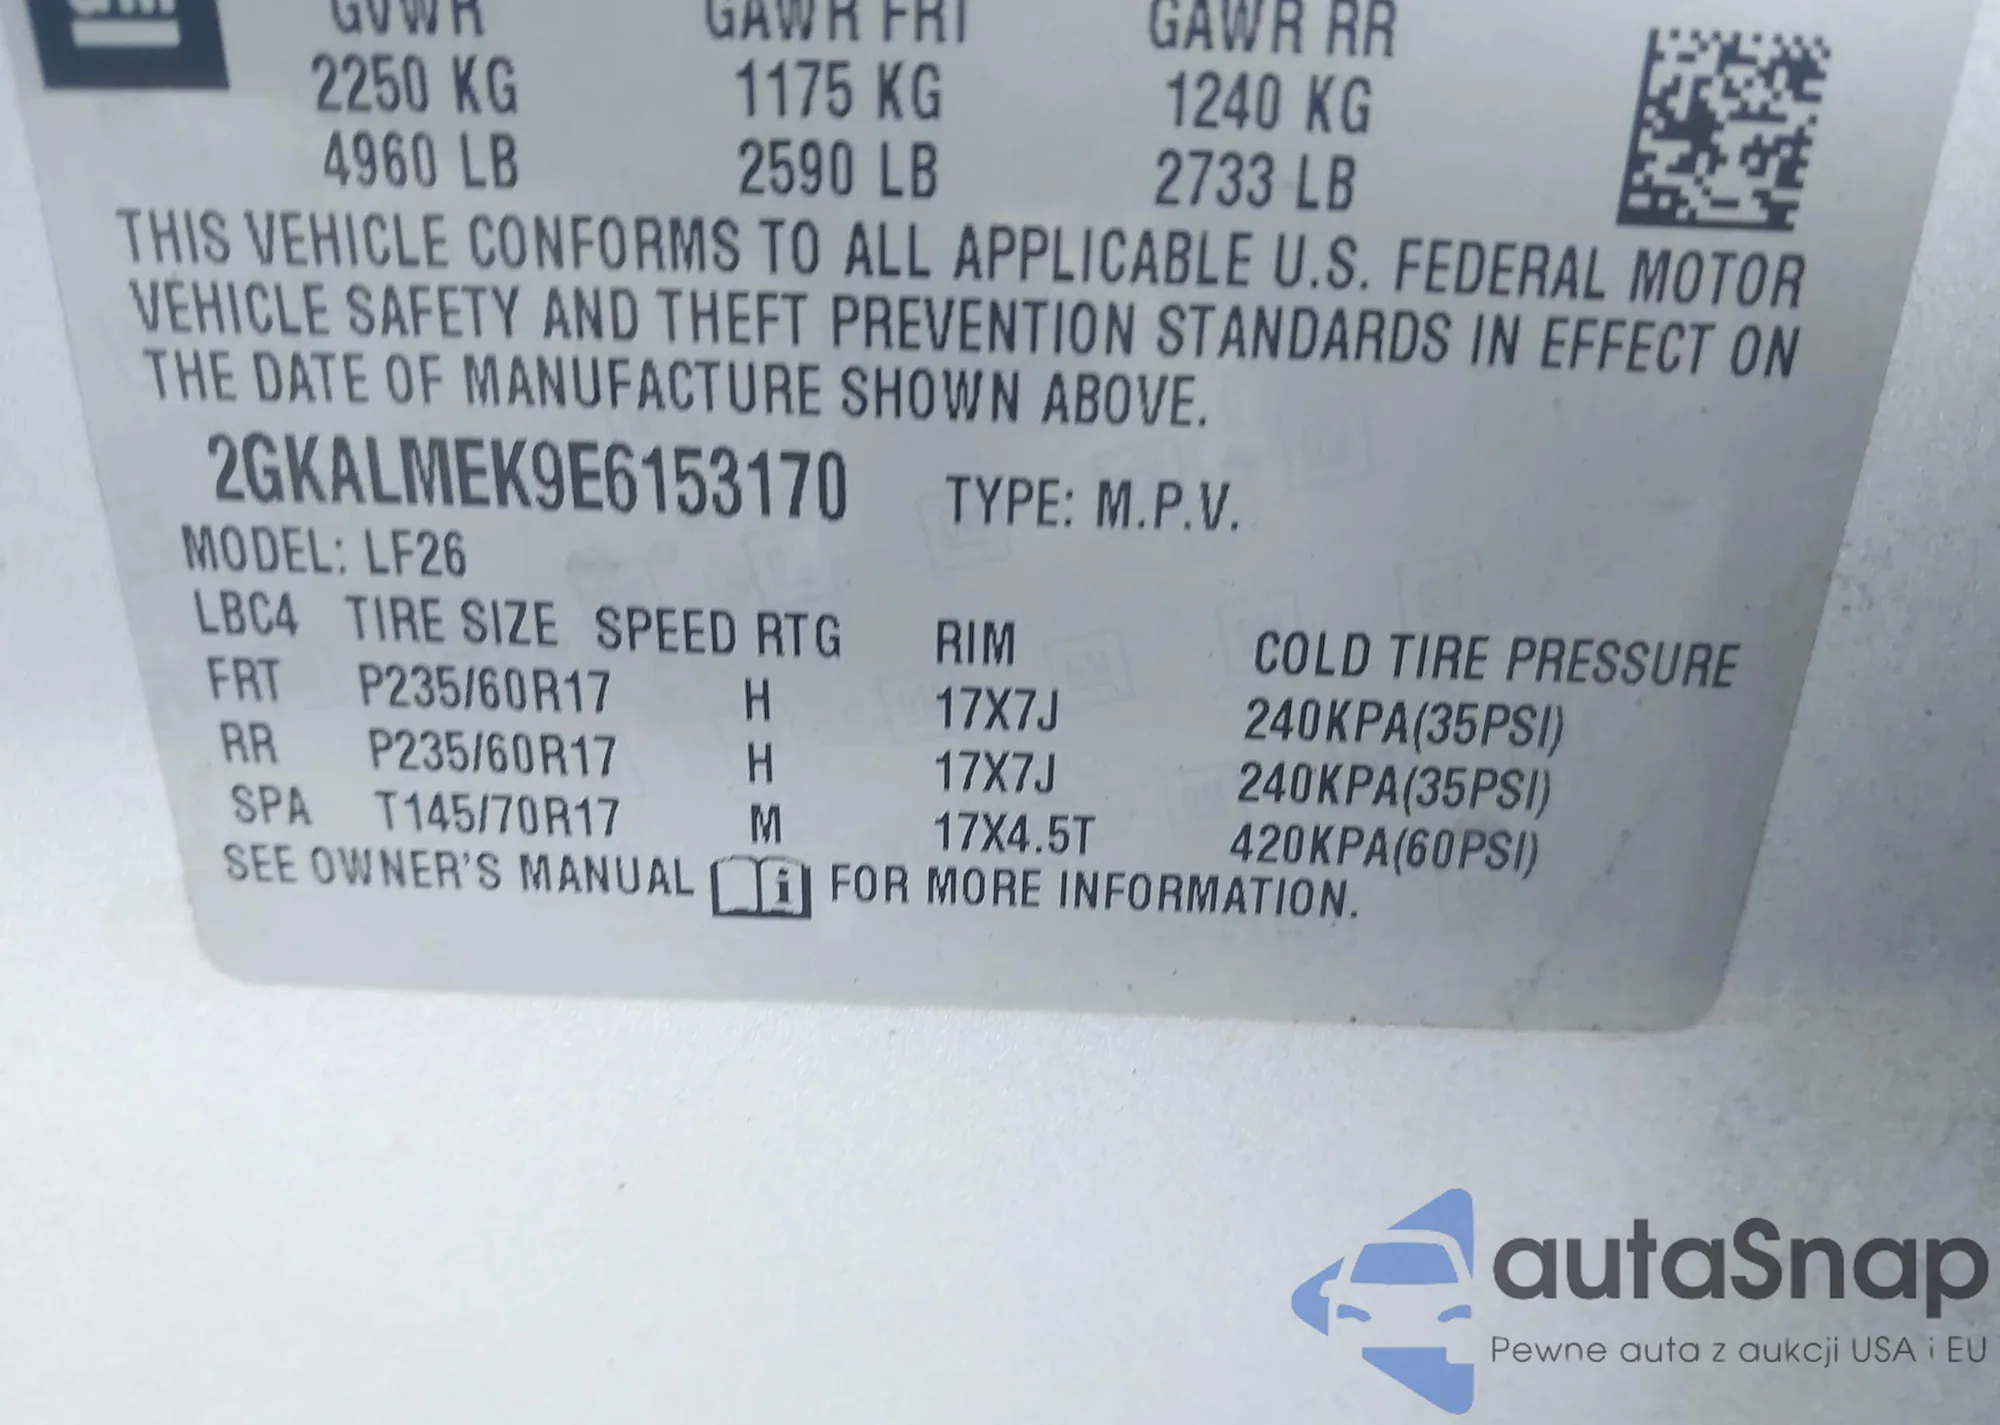 GM
GVWR GAWR FRT GAWR RR
2250 KG 1175 KG 1240 KG
4960 LB 2590 LB 2733 LB
THIS VEHICLE CONFORMS TO ALL APPLICABLE U.S. FEDERAL MOTOR
VEHICLE SAFETY AND THEFT PREVENTION STANDARDS IN EFFECT ON
THE DATE OF MANUFACTURE SHOWN ABOVE.
2GKALMEK9E6153170 TYPE: M.P.V.
MODEL: LF26
LBC4 TIRE SIZE SPEED RTG RIM COLD TIRE PRESSURE
FRT P235/60R17 H 17X7J 240KPA(35PSI)
RR P235/60R17 H 17X7J 240KPA(35PSI)
SPA T145/70R17 M 17X4.5T 420KPA(60PSI)
SEE OWNER'S MANUAL i FOR MORE INFORMATION.
autaSnap
Pewne auta z aukcji USA i EU